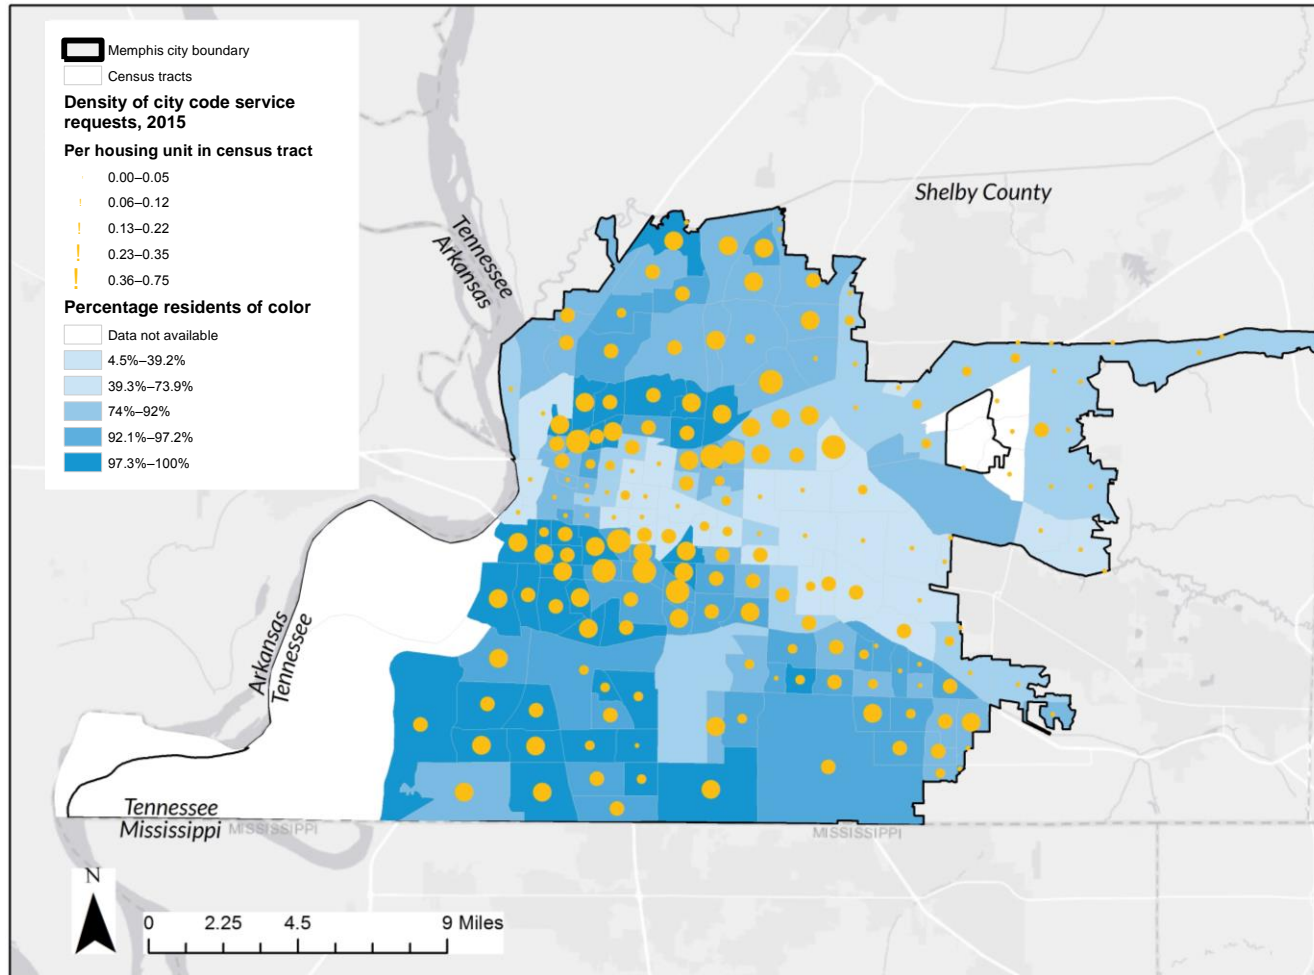 Memphis city boundary
Census tracts
Density of city code service
requests, 2015
Per housing unit in census tract
0.00–0.05
0.06–0.12
0.13–0.22
0.23–0.35
0.36–0.75
Percentage residents of color
Data not available
4.5%–39.2%
39.3%–73.9%
74%–92%
92.1%–97.2%
97.3%–100%
Shelby County
Tennessee
Arkansas
Arkansas
Tennessee
Tennessee
Mississippi
MISSISSIPPI
MISSISSIPPI
N
0 2.25 4.5 9 Miles